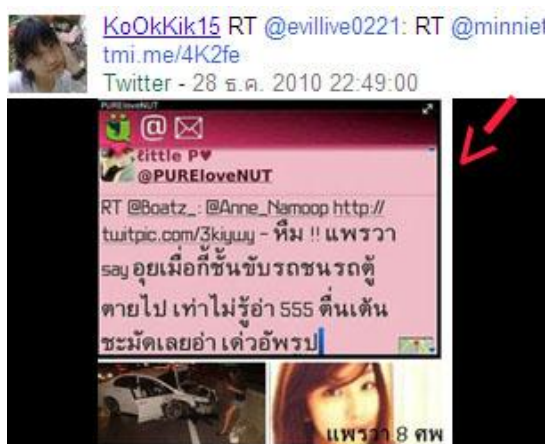 KoOkKik15 RT @evillive0221: RT @minniet
tmi.me/4K2fe
Twitter - 28 ธ.ค. 2010 22:49:00
PUREloveNUT
Little P♥
@PUREloveNUT
RT @Boatz_: @Anne_Namoop http://
twitpic.com/3kiywy - หึม !! แพรวา
say อุยเมื่อกี้ชั้นขับรถชนรถตู้
ตายไป เท่าไม่รู้อ่า 555 ตื่นเต้น
ชะมัดเลยอ่า เด่วอัพรูป
แพรวา 8 ศพ